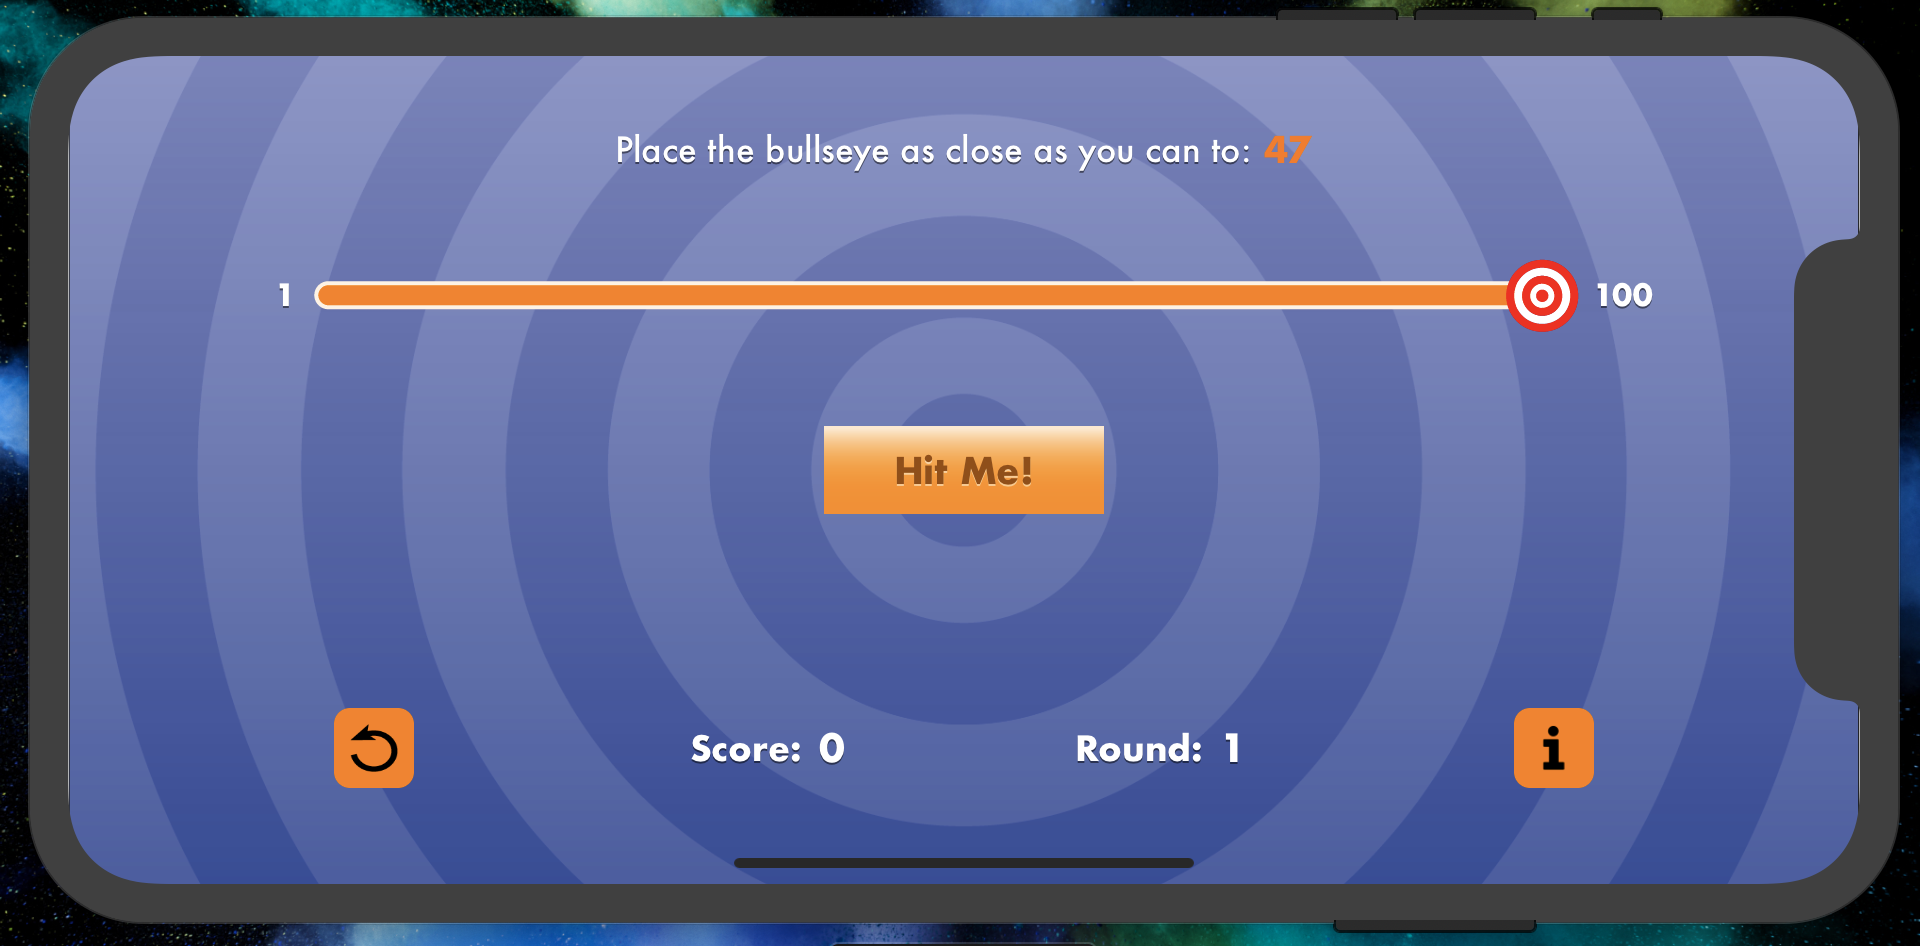 Place the bullseye as close as you can to: 47
1 100
Hit Me!
Score: 0 Round: 1
i